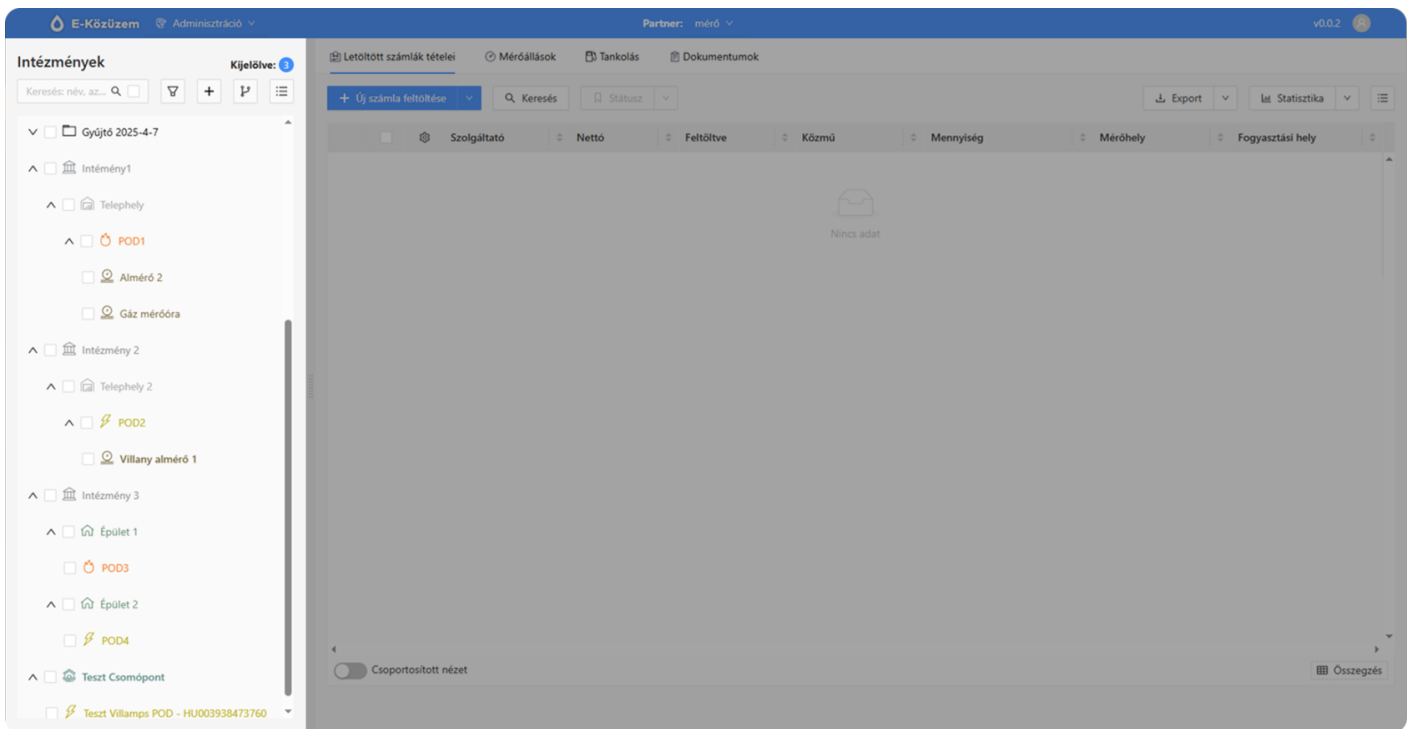 E-Közüzem Adminisztráció Partner: mérő v0.0.2
Intézmények Kijelölve: 3
Keresés: név, az...
Gyűjtő 2025-4-7
Intémény1
Telephely
POD1
Almérő 2
Gáz mérőóra
Intézmény 2
Telephely 2
POD2
Villany almérő 1
Intézmény 3
Épület 1
POD3
Épület 2
POD4
Teszt Csomópont
Teszt Villamps POD - HU003938473760
Letöltött számlák tételei Mérőállások Tankolás Dokumentumok
+ Új számla feltöltése Keresés Státusz Export Statisztika
Szolgáltató Nettó Feltöltve Közmű Mennyiség Mérőhely Fogyasztási hely
Nincs adat
Csoportosított nézet Összegzés